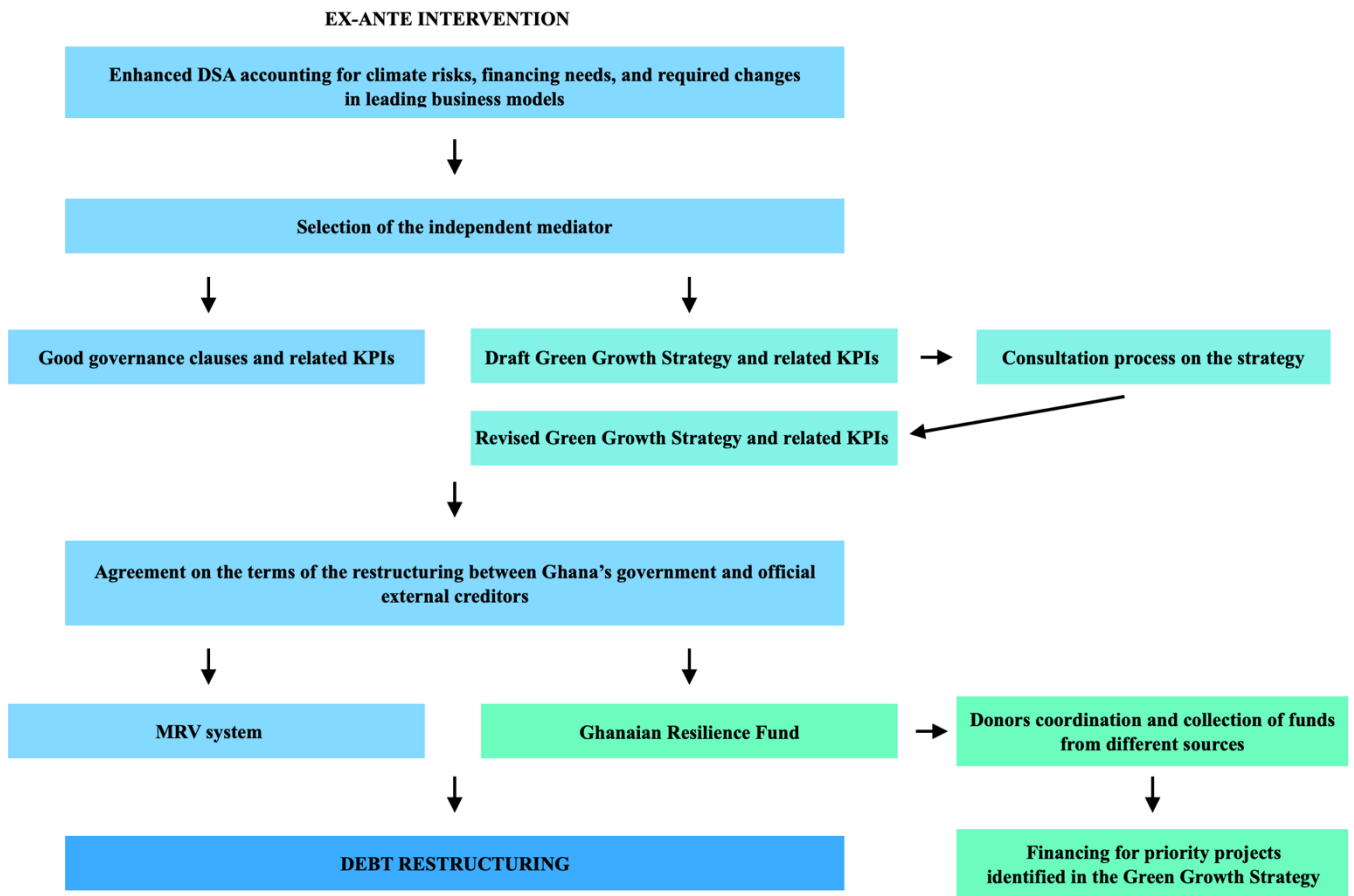 EX-ANTE INTERVENTION
Enhanced DSA accounting for climate risks, financing needs, and required changes
in leading business models
Selection of the independent mediator
Good governance clauses and related KPIs
Draft Green Growth Strategy and related KPIs
Consultation process on the strategy
Revised Green Growth Strategy and related KPIs
Agreement on the terms of the restructuring between Ghana's government and official
external creditors
MRV system
Ghanaian Resilience Fund
Donors coordination and collection of funds
from different sources
DEBT RESTRUCTURING
Financing for priority projects
identified in the Green Growth Strategy